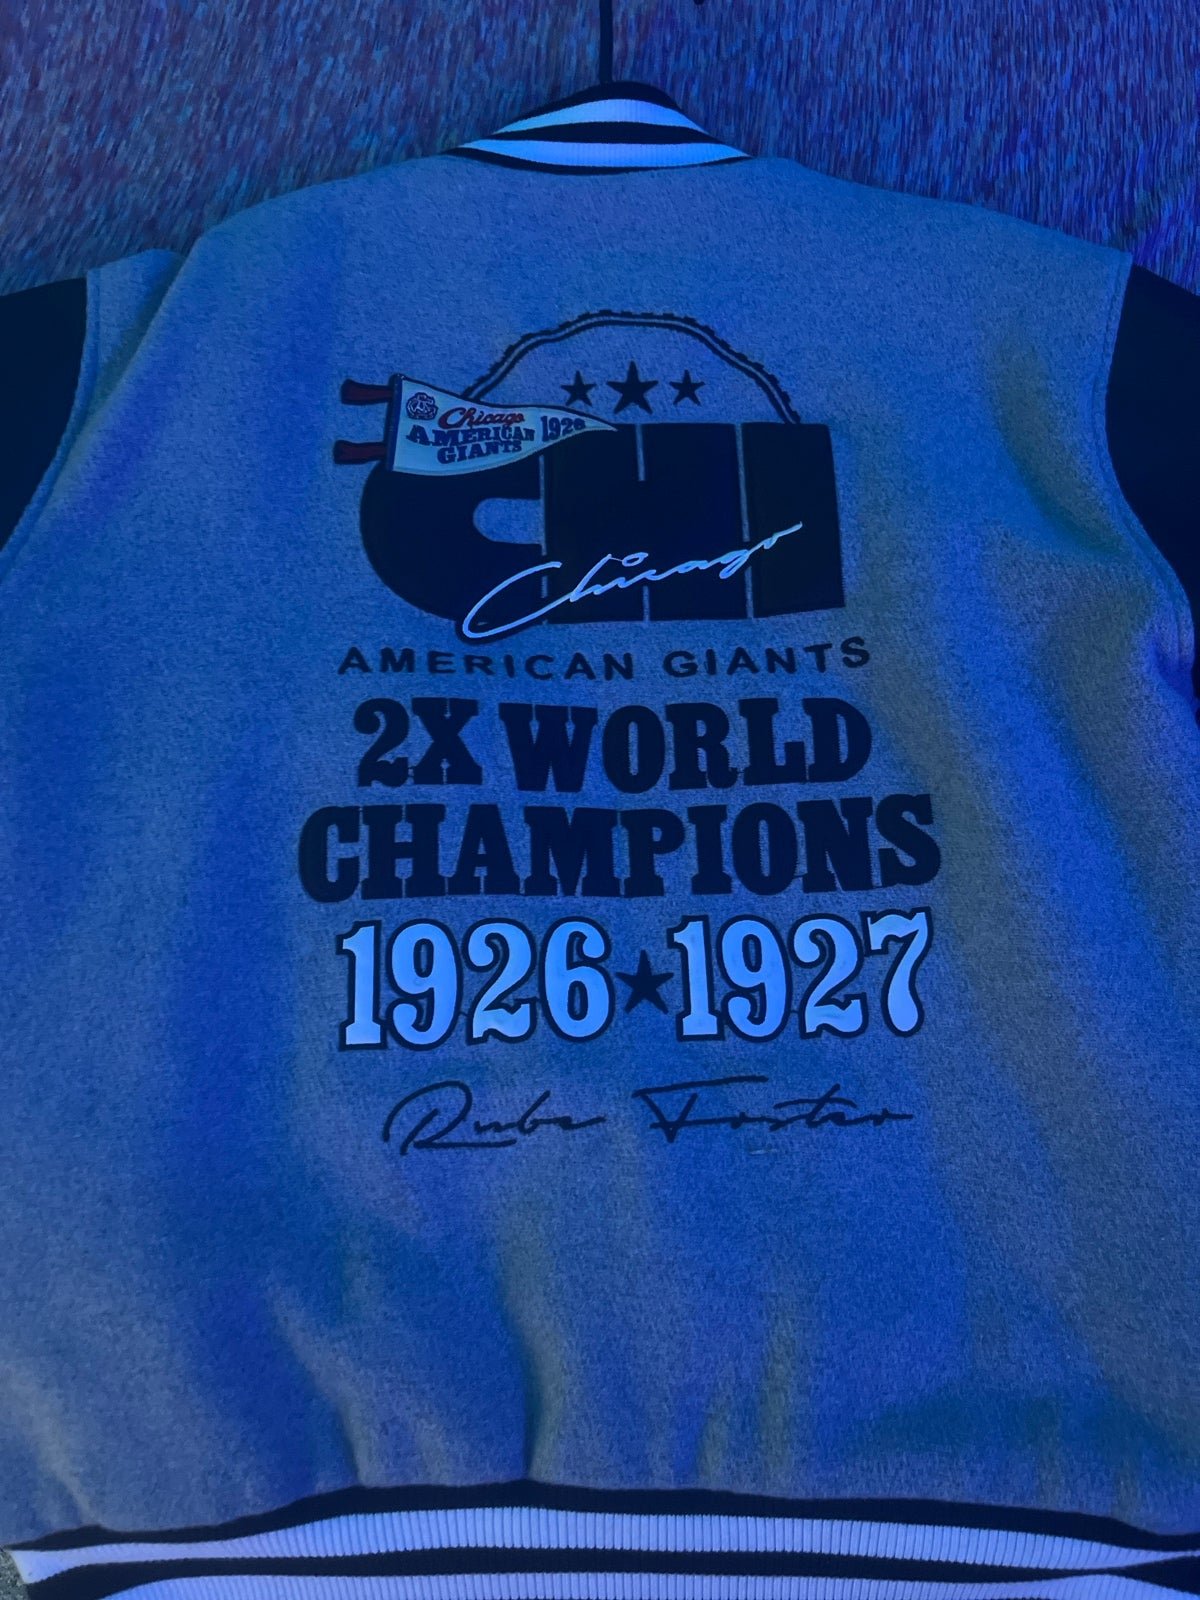 Chicago
AMERICAN 1926
GIANTS
CHI
Chicago
AMERICAN GIANTS
2X WORLD
CHAMPIONS
1926★1927
Rube Foster